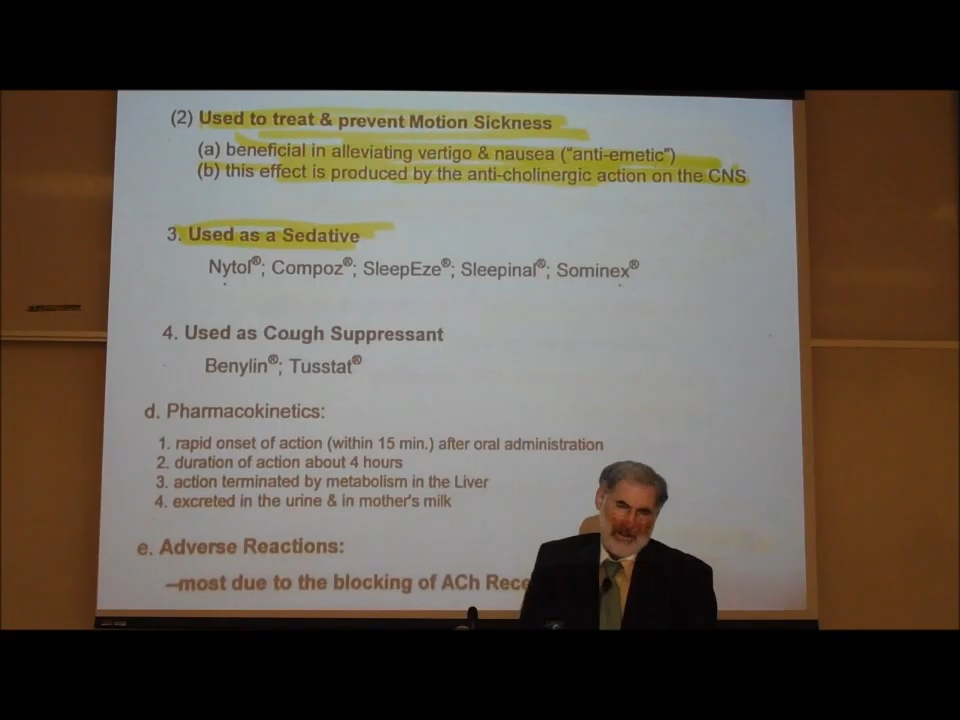 (2) Used to treat & prevent Motion Sickness
(a) beneficial in alleviating vertigo & nausea ("anti-emetic")
(b) this effect is produced by the anti-cholinergic action on the CNS
3. Used as a Sedative
Nytol®; Compoz®; SleepEze®; Sleepinal®; Sominex®
4. Used as Cough Suppressant
Benylin®; Tusstat®
d. Pharmacokinetics:
1. rapid onset of action (within 15 min.) after oral administration
2. duration of action about 4 hours
3. action terminated by metabolism in the Liver
4. excreted in the urine & in mother's milk
e. Adverse Reactions:
–most due to the blocking of ACh Rece